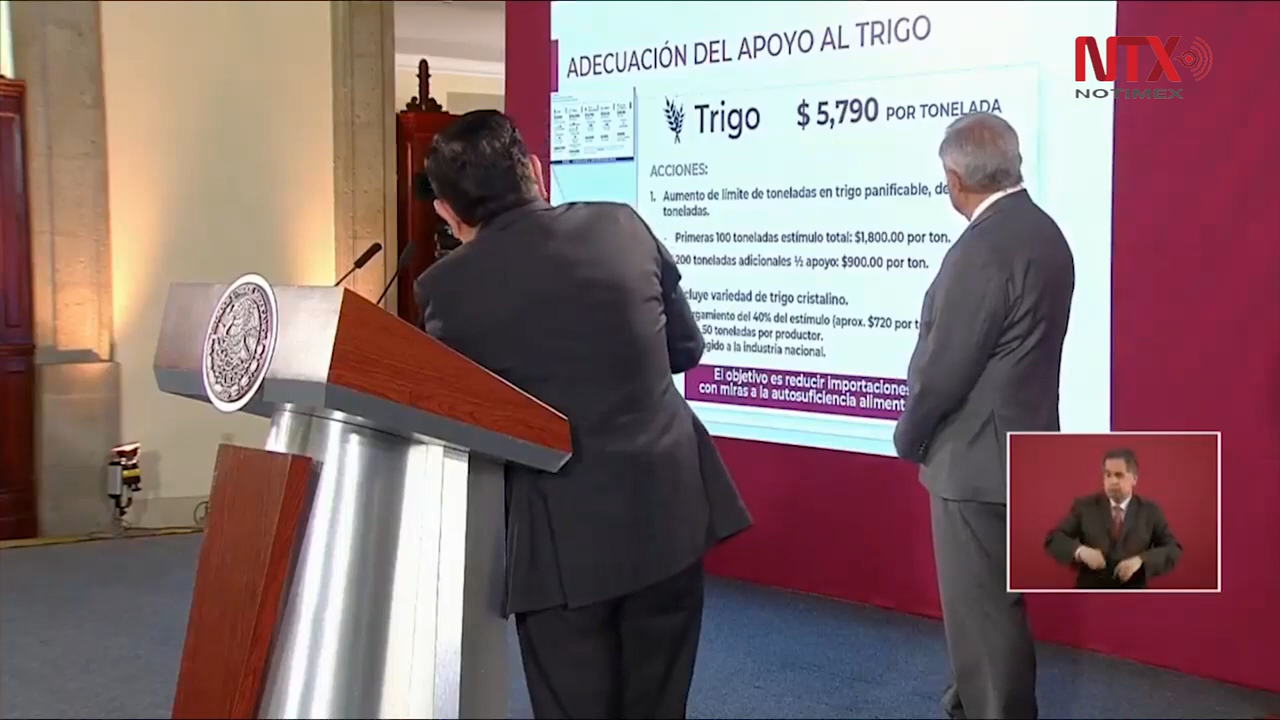 ADECUACIÓN DEL APOYO AL TRIGO
NTX
NOTIMEX
Trigo $ 5,790 POR TONELADA
ACCIONES:
1. Aumento de límite de toneladas en trigo panificable, de
toneladas.
Primeras 100 toneladas estímulo total: $1,800.00 por ton.
200 toneladas adicionales ½ apoyo: $900.00 por ton.
cluye variedad de trigo cristalino.
rgamiento del 40% del estímulo (aprox. $720 por t
50 toneladas por productor.
gido a la industria nacional.
El objetivo es reducir importaciones
con miras a la autosuficiencia aliment